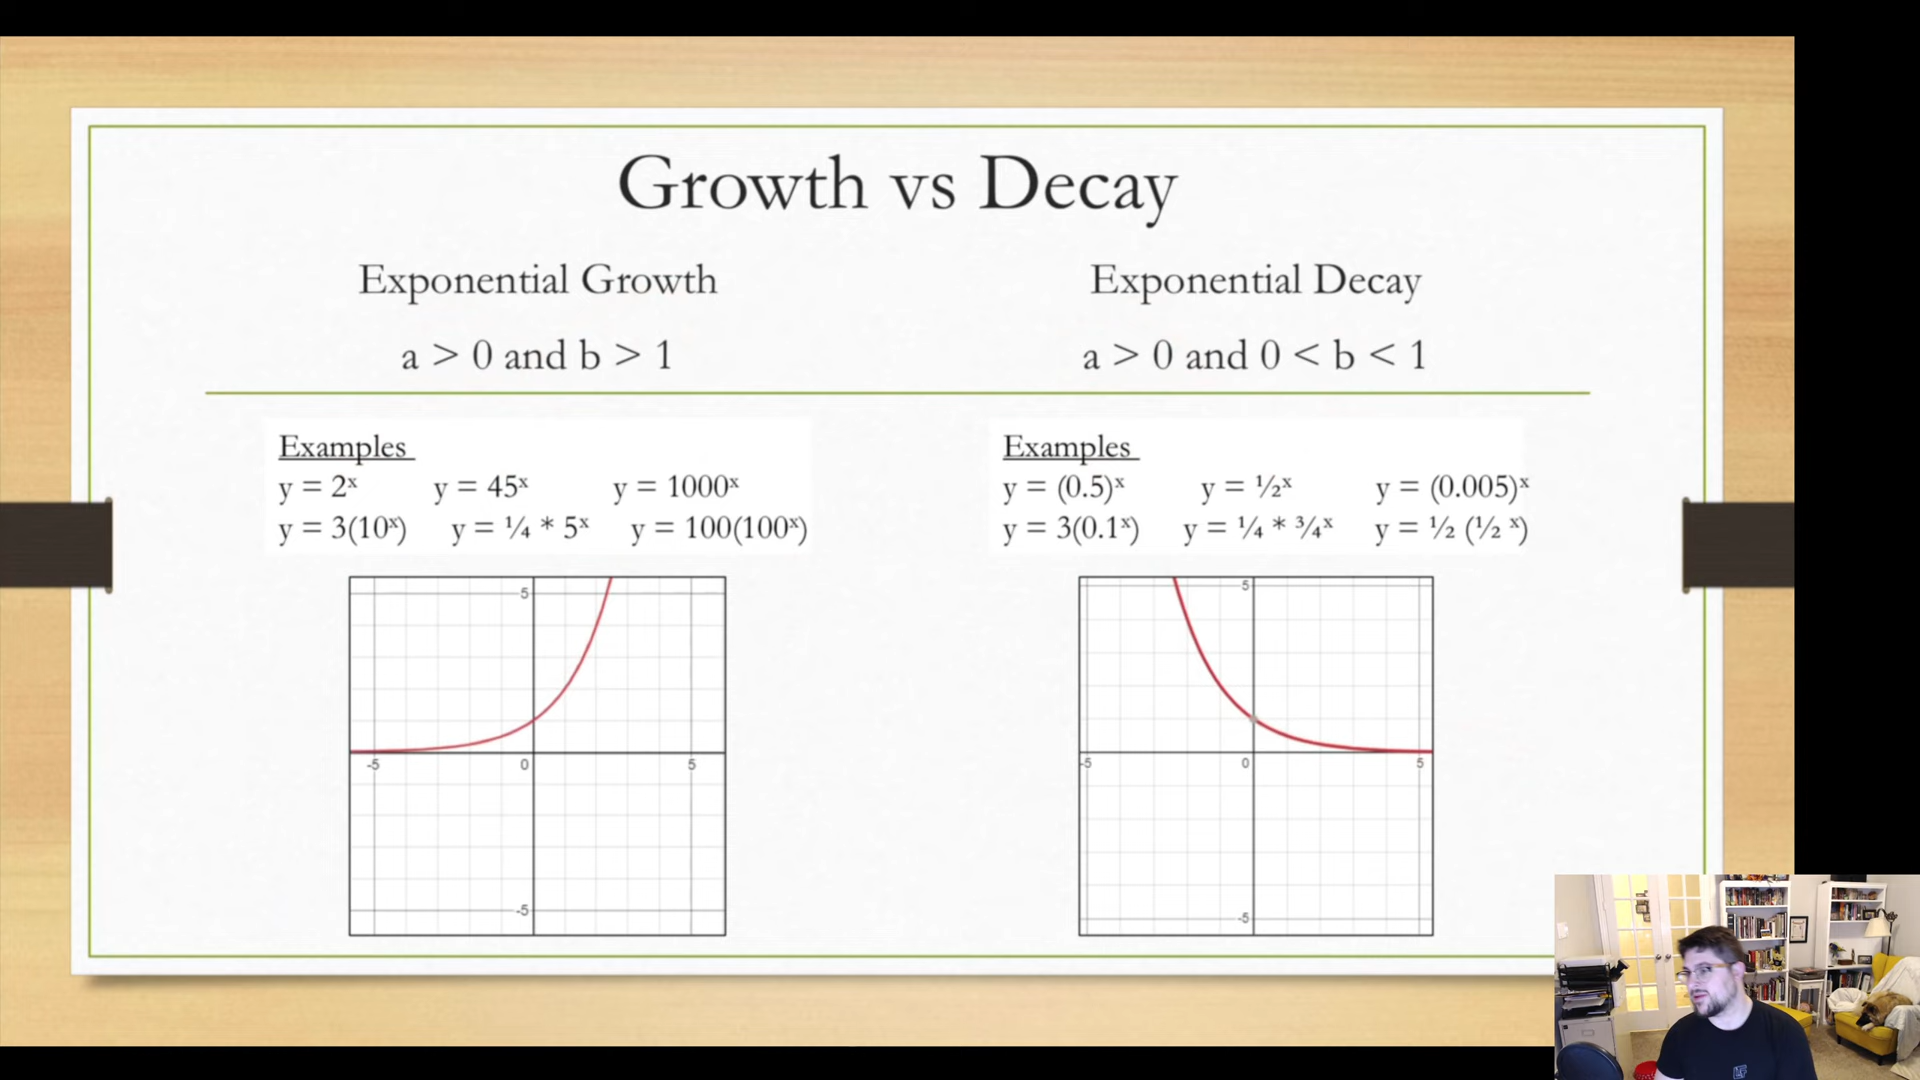 Growth vs Decay
Exponential Growth
a > 0 and b > 1
Exponential Decay
a > 0 and 0 < b < 1
Examples
y = 2ˣ y = 45ˣ y = 1000ˣ
y = 3(10ˣ) y = ¼ * 5ˣ y = 100(100ˣ)
Examples
y = (0.5)ˣ y = ½ˣ y = (0.005)ˣ
y = 3(0.1ˣ) y = ¼ * ¾ˣ y = ½ (½ ˣ)
5
-5 0 5
-5
5
-5 0 5
-5